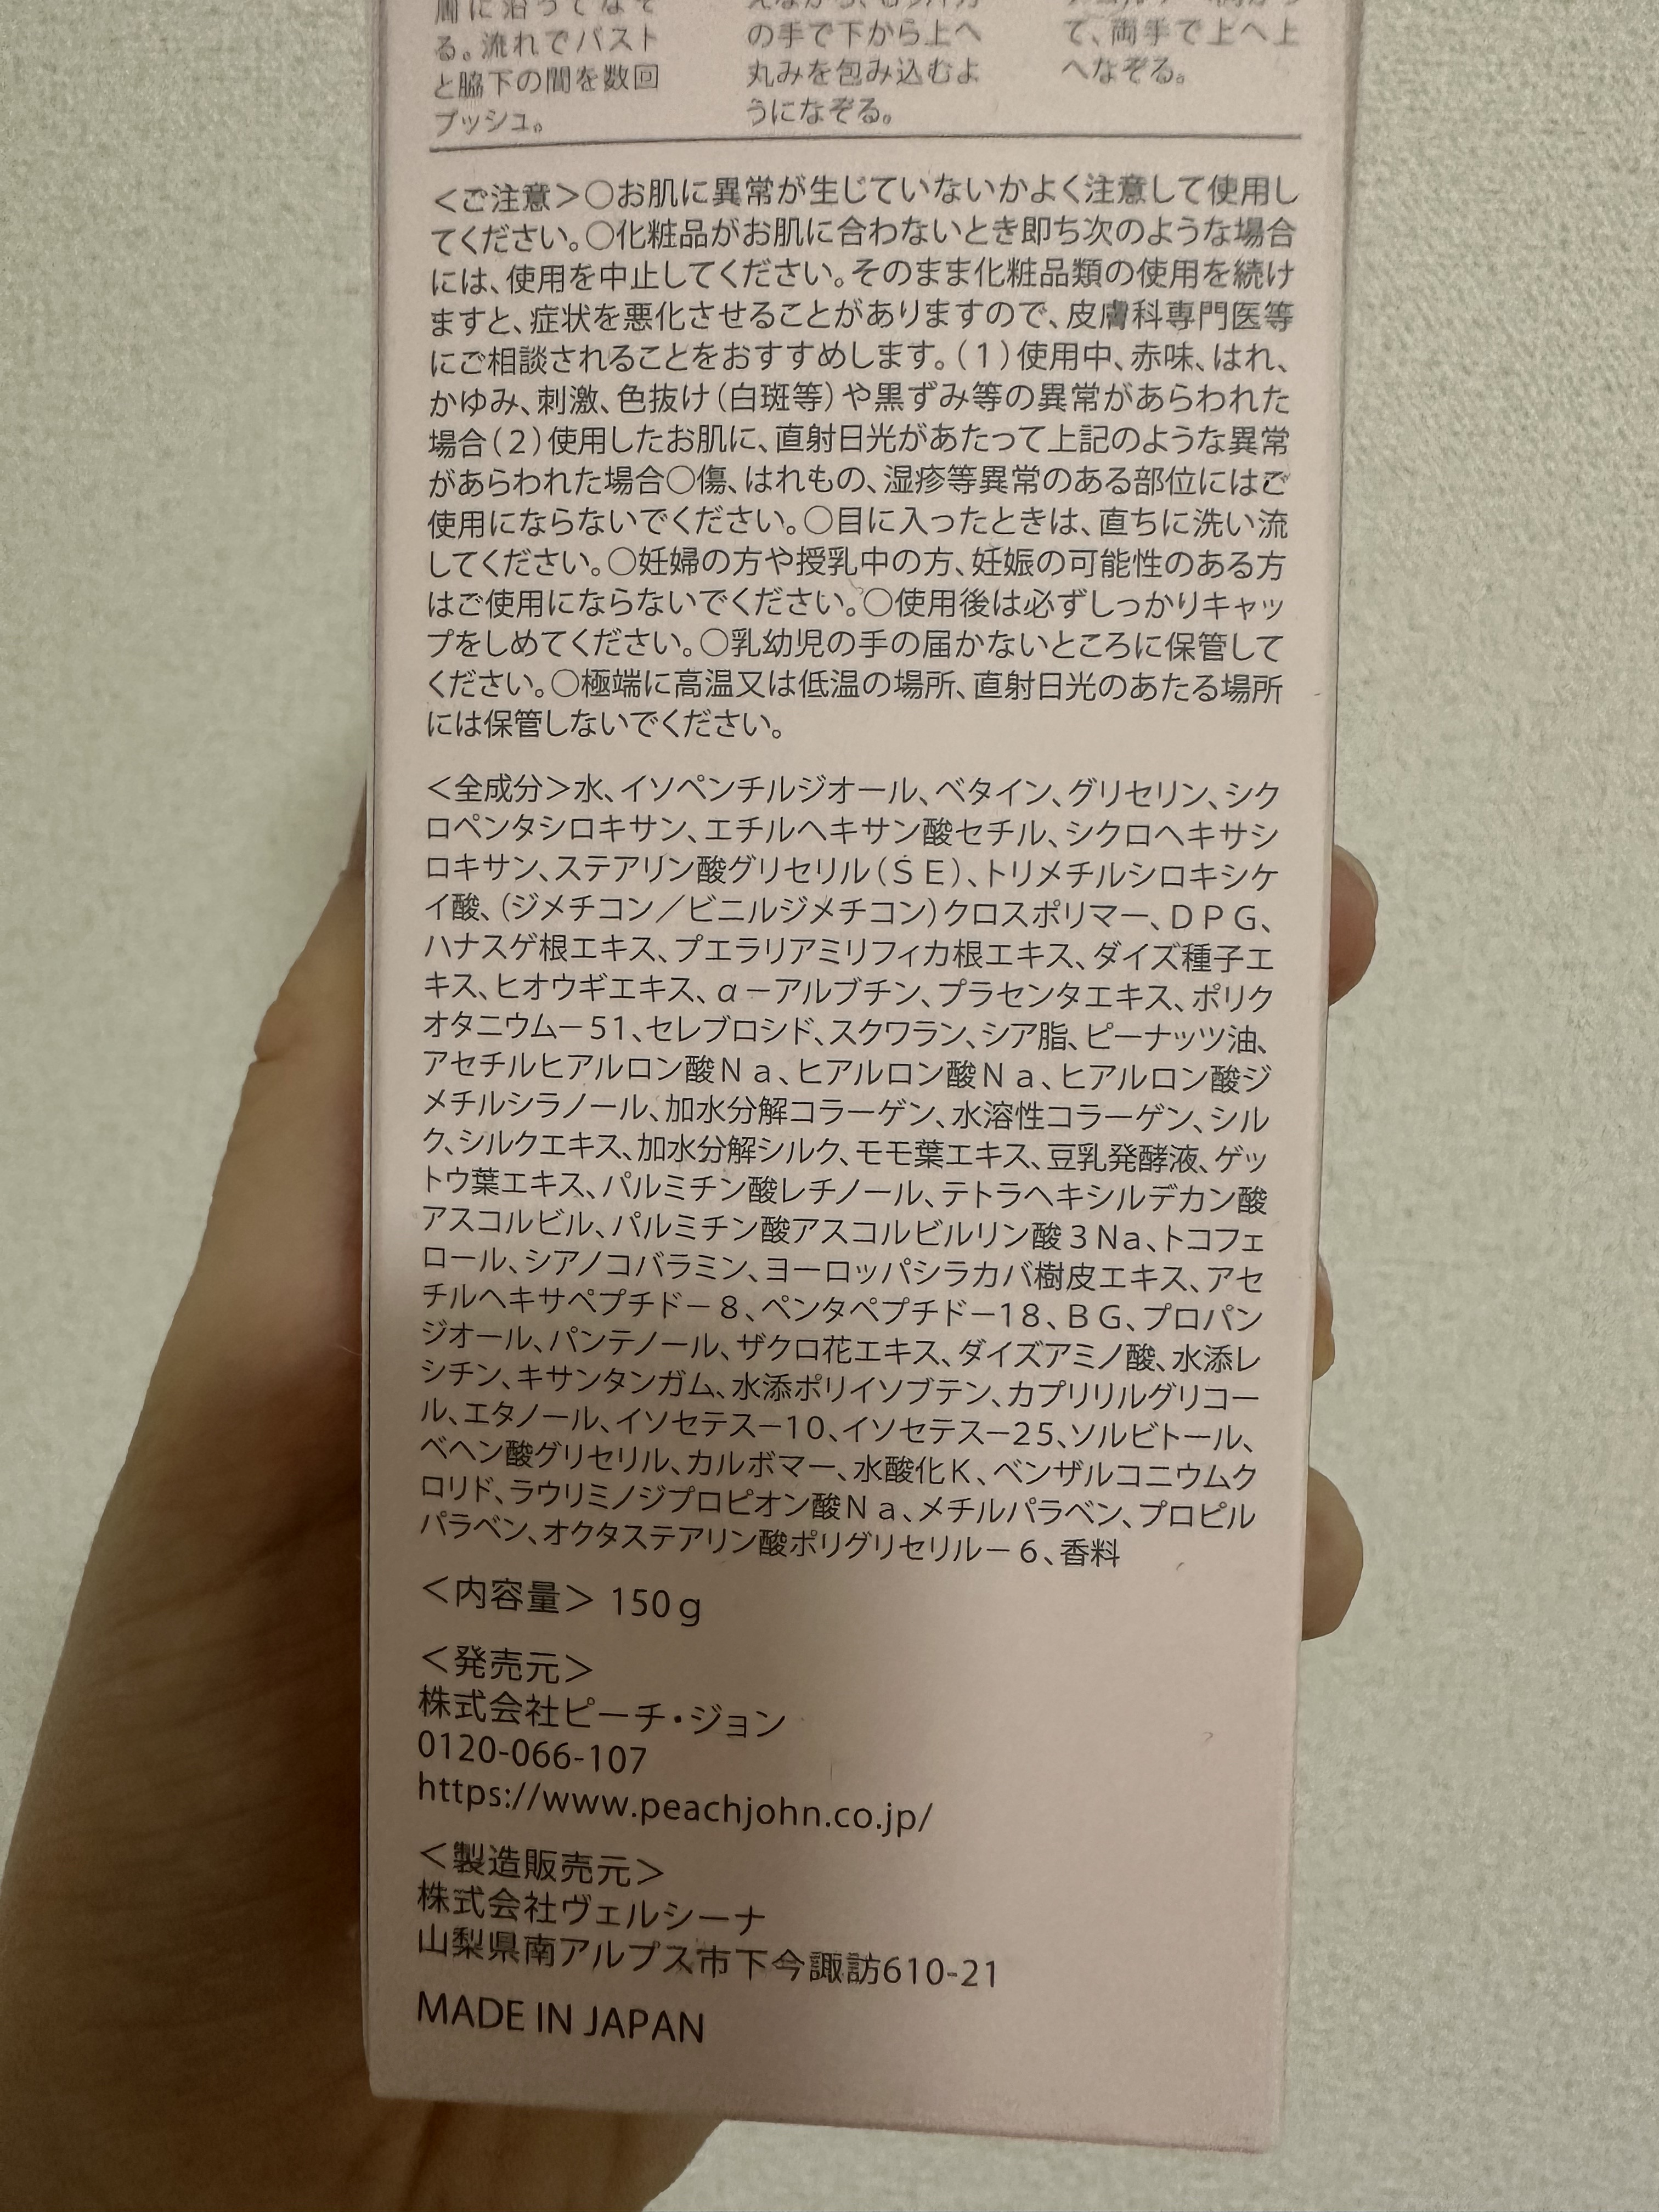 る。流れでバスト
と脇下の間を数回
プッシュ。
の手で下から上へ
丸みを包み込むよ
うになぞる。
て、両手で上へ上
へなぞる。
＜ご注意＞○お肌に異常が生じていないかよく注意して使用し
てください。○化粧品がお肌に合わないとき即ち次のような場合
には、使用を中止してください。そのまま化粧品類の使用を続け
ますと、症状を悪化させることがありますので、皮膚科専門医等
にご相談されることをおすすめします。（1）使用中、赤味、はれ、
かゆみ、刺激、色抜け（白斑等）や黒ずみ等の異常があらわれた
場合（2）使用したお肌に、直射日光があたって上記のような異常
があらわれた場合○傷、はれもの、湿疹等異常のある部位にはご
使用にならないでください。○目に入ったときは、直ちに洗い流
してください。○妊婦の方や授乳中の方、妊娠の可能性のある方
はご使用にならないでください。○使用後は必ずしっかりキャッ
プをしめてください。○乳幼児の手の届かないところに保管して
ください。○極端に高温又は低温の場所、直射日光のあたる場所
には保管しないでください。
＜全成分＞水、イソペンチルジオール、ベタイン、グリセリン、シク
ロペンタシロキサン、エチルヘキサン酸セチル、シクロヘキサシ
ロキサン、ステアリン酸グリセリル（ＳＥ）、トリメチルシロキシケ
イ酸、（ジメチコン／ビニルジメチコン）クロスポリマー、ＤＰＧ、
ハナスゲ根エキス、プエラリアミリフィカ根エキス、ダイズ種子エ
キス、ヒオウギエキス、α－アルブチン、プラセンタエキス、ポリク
オタニウム－51、セレブロシド、スクワラン、シア脂、ピーナッツ油、
アセチルヒアルロン酸Ｎａ、ヒアルロン酸Ｎａ、ヒアルロン酸ジ
メチルシラノール、加水分解コラーゲン、水溶性コラーゲン、シル
ク、シルクエキス、加水分解シルク、モモ葉エキス、豆乳発酵液、ゲッ
トウ葉エキス、パルミチン酸レチノール、テトラヘキシルデカン酸
アスコルビル、パルミチン酸アスコルビルリン酸３Na、トコフェ
ロール、シアノコバラミン、ヨーロッパシラカバ樹皮エキス、アセ
チルヘキサペプチド－８、ペンタペプチド－18、ＢＧ、プロパン
ジオール、パンテノール、ザクロ花エキス、ダイズアミノ酸、水添レ
シチン、キサンタンガム、水添ポリイソブテン、カプリリルグリコー
ル、エタノール、イソセテス－10、イソセテス－25、ソルビトール、
ベヘン酸グリセリル、カルボマー、水酸化Ｋ、ベンザルコニウムク
ロリド、ラウリミノジプロピオン酸Ｎａ、メチルパラベン、プロピル
パラベン、オクタステアリン酸ポリグリセリル－６、香料
＜内容量＞ 150ｇ
＜発売元＞
株式会社ピーチ・ジョン
0120-066-107
https://www.peachjohn.co.jp/
＜製造販売元＞
株式会社ヴェルシーナ
山梨県南アルプス市下今諏訪610-21
MADE IN JAPAN